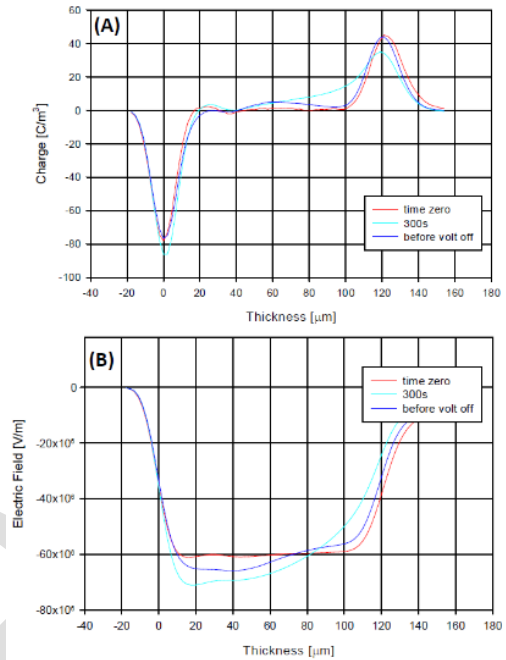 (A)
60
40
20
0
-20
-40
-60
-80
-100
Charge [C/m³]
time zero
300s
before volt off
-40 -20 0 20 40 60 80 100 120 140 160 180
Thickness [μm]
(B)
0
-20x10⁶
-40x10⁶
-60x10⁶
-80x10⁶
Electric Field [V/m]
time zero
300s
before volt off
-40 -20 0 20 40 60 80 100 120 140 160 180
Thickness [μm]